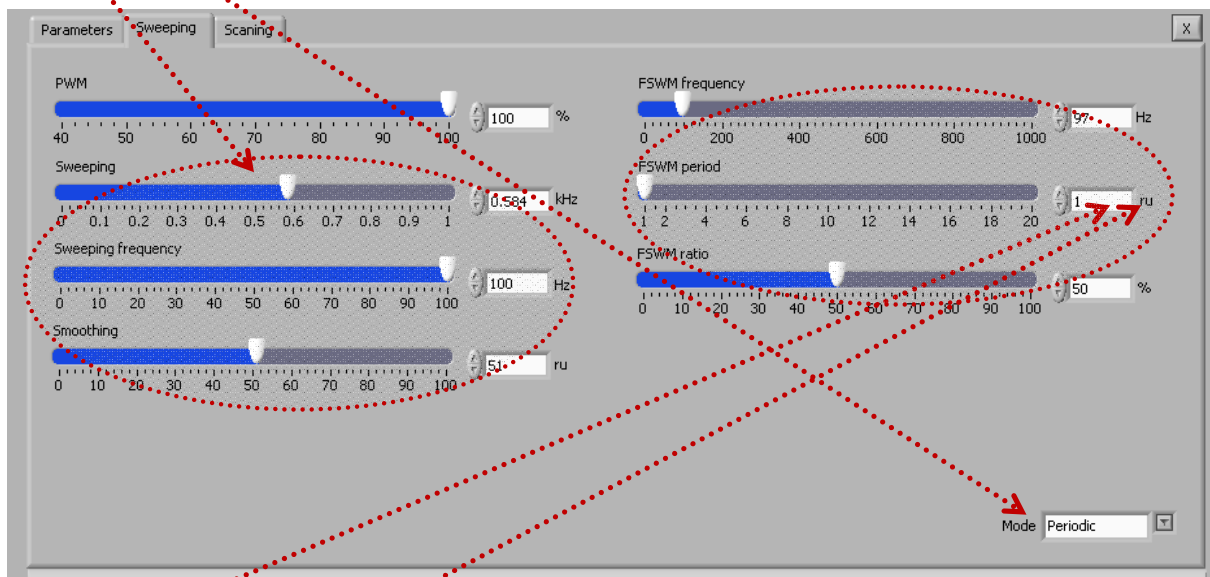 Parameters Sweeping Scaning X
PWM
100 %
40 50 60 70 80 90 100
Sweeping
0.584 kHz
0 0.1 0.2 0.3 0.4 0.5 0.6 0.7 0.8 0.9 1
Sweeping frequency
100 Hz
0 10 20 30 40 50 60 70 80 90 100
Smoothing
51 ru
0 10 20 30 40 50 60 70 80 90 100
FSWM frequency
97 Hz
0 200 400 600 800 1000
FSWM period
1 ru
1 2 4 6 8 10 12 14 16 18 20
FSWM ratio
50 %
0 10 20 30 40 50 60 70 80 90 100
Mode Periodic